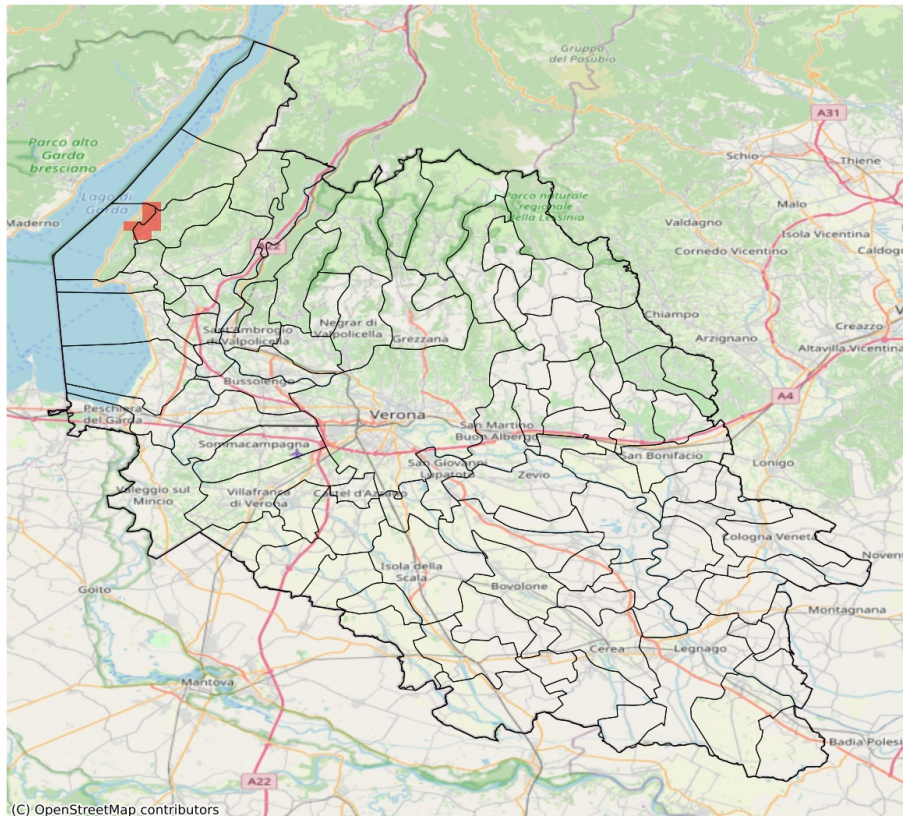 Gruppo
del Pasubio
A31
Parco alto
Garda
bresciano
Schio
Thiene
Lago di
Garda
Parco naturale
regionale
della Lessinia
Malo
Maderno
Valdagno
Isola Vicentina
A22
Cornedo Vicentino
Caldogno
Chiampo
Sant'Ambrogio
di Valpolicella
Negrar di
Valpolicella
Grezzana
Arzignano
Creazzo
Altavilla Vicentina
Bussolengo
A4
Peschiera
del Garda
Verona
San Martino
Buon Albergo
Sommacampagna
San Giovanni
Lupatoto
Zevio
San Bonifacio
Lonigo
Valeggio sul
Mincio
Villafranca
di Verona
Castel d'Azzano
Cologna Veneta
Isola della
Scala
Bovolone
Goito
Montagnana
Cerea
Legnago
Mantova
Badia Polesi
A22
(C) OpenStreetMap contributors